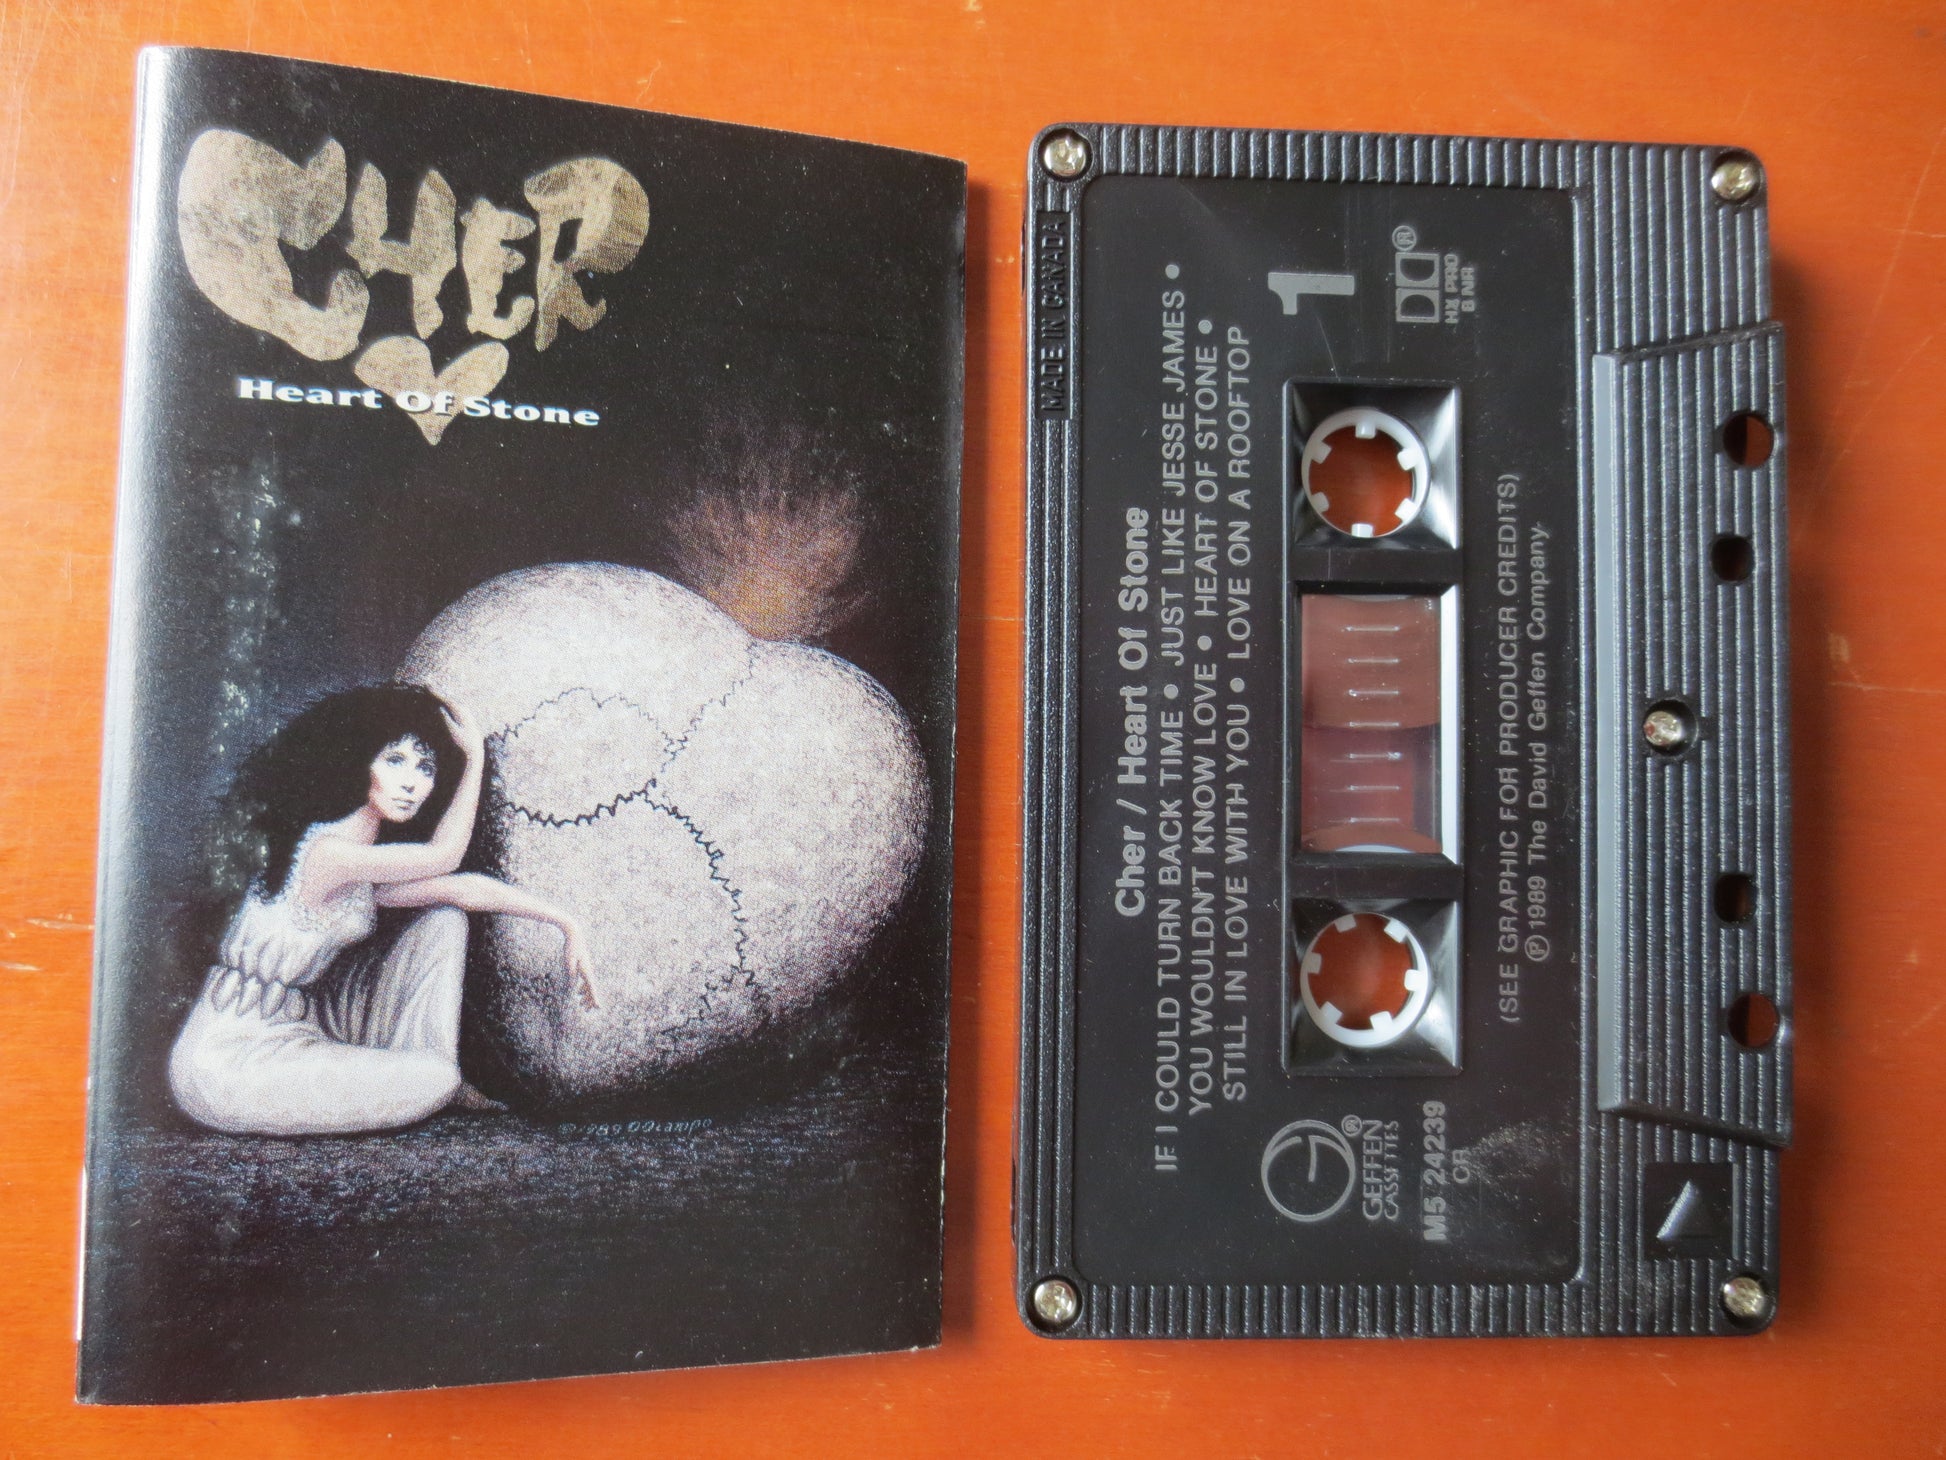 CHER
Heart Of Stone
© 1989 D. Larmpo
MADE IN CANADA
Cher / Heart Of Stone
IF I COULD TURN BACK TIME • JUST LIKE JESSE JAMES •
YOU WOULDN'T KNOW LOVE • HEART OF STONE •
STILL IN LOVE WITH YOU • LOVE ON A ROOFTOP
1
HX PRO
B NR
GEFFEN
CASSETTES
M5 24239
CR
(SEE GRAPHIC FOR PRODUCER CREDITS)
℗ 1989 The David Geffen Company